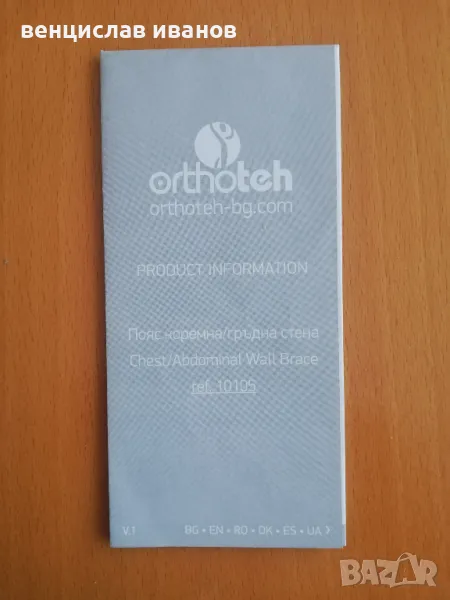 венцислав иванов
orthoteh
orthoteh-bg.com
PRODUCT INFORMATION
Пояс коремна/гръдна стена
Chest/Abdominal Wall Brace
ref. 10105
V.1
BG • EN • RO • DK • ES • UA
BAZAR